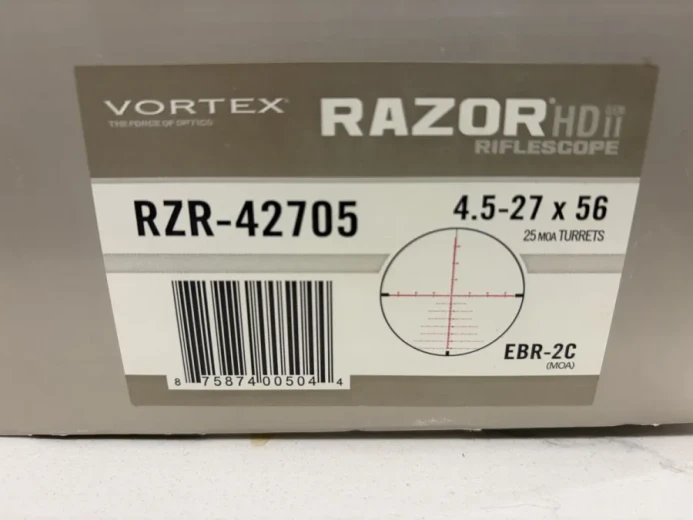 VORTEX®
THE FORCE OF OPTICS
RAZOR® HD GEN II
RIFLESCOPE
RZR-42705
4.5-27 x 56
25 MOA TURRETS
EBR-2C
(MOA)
8 75874 00504 4